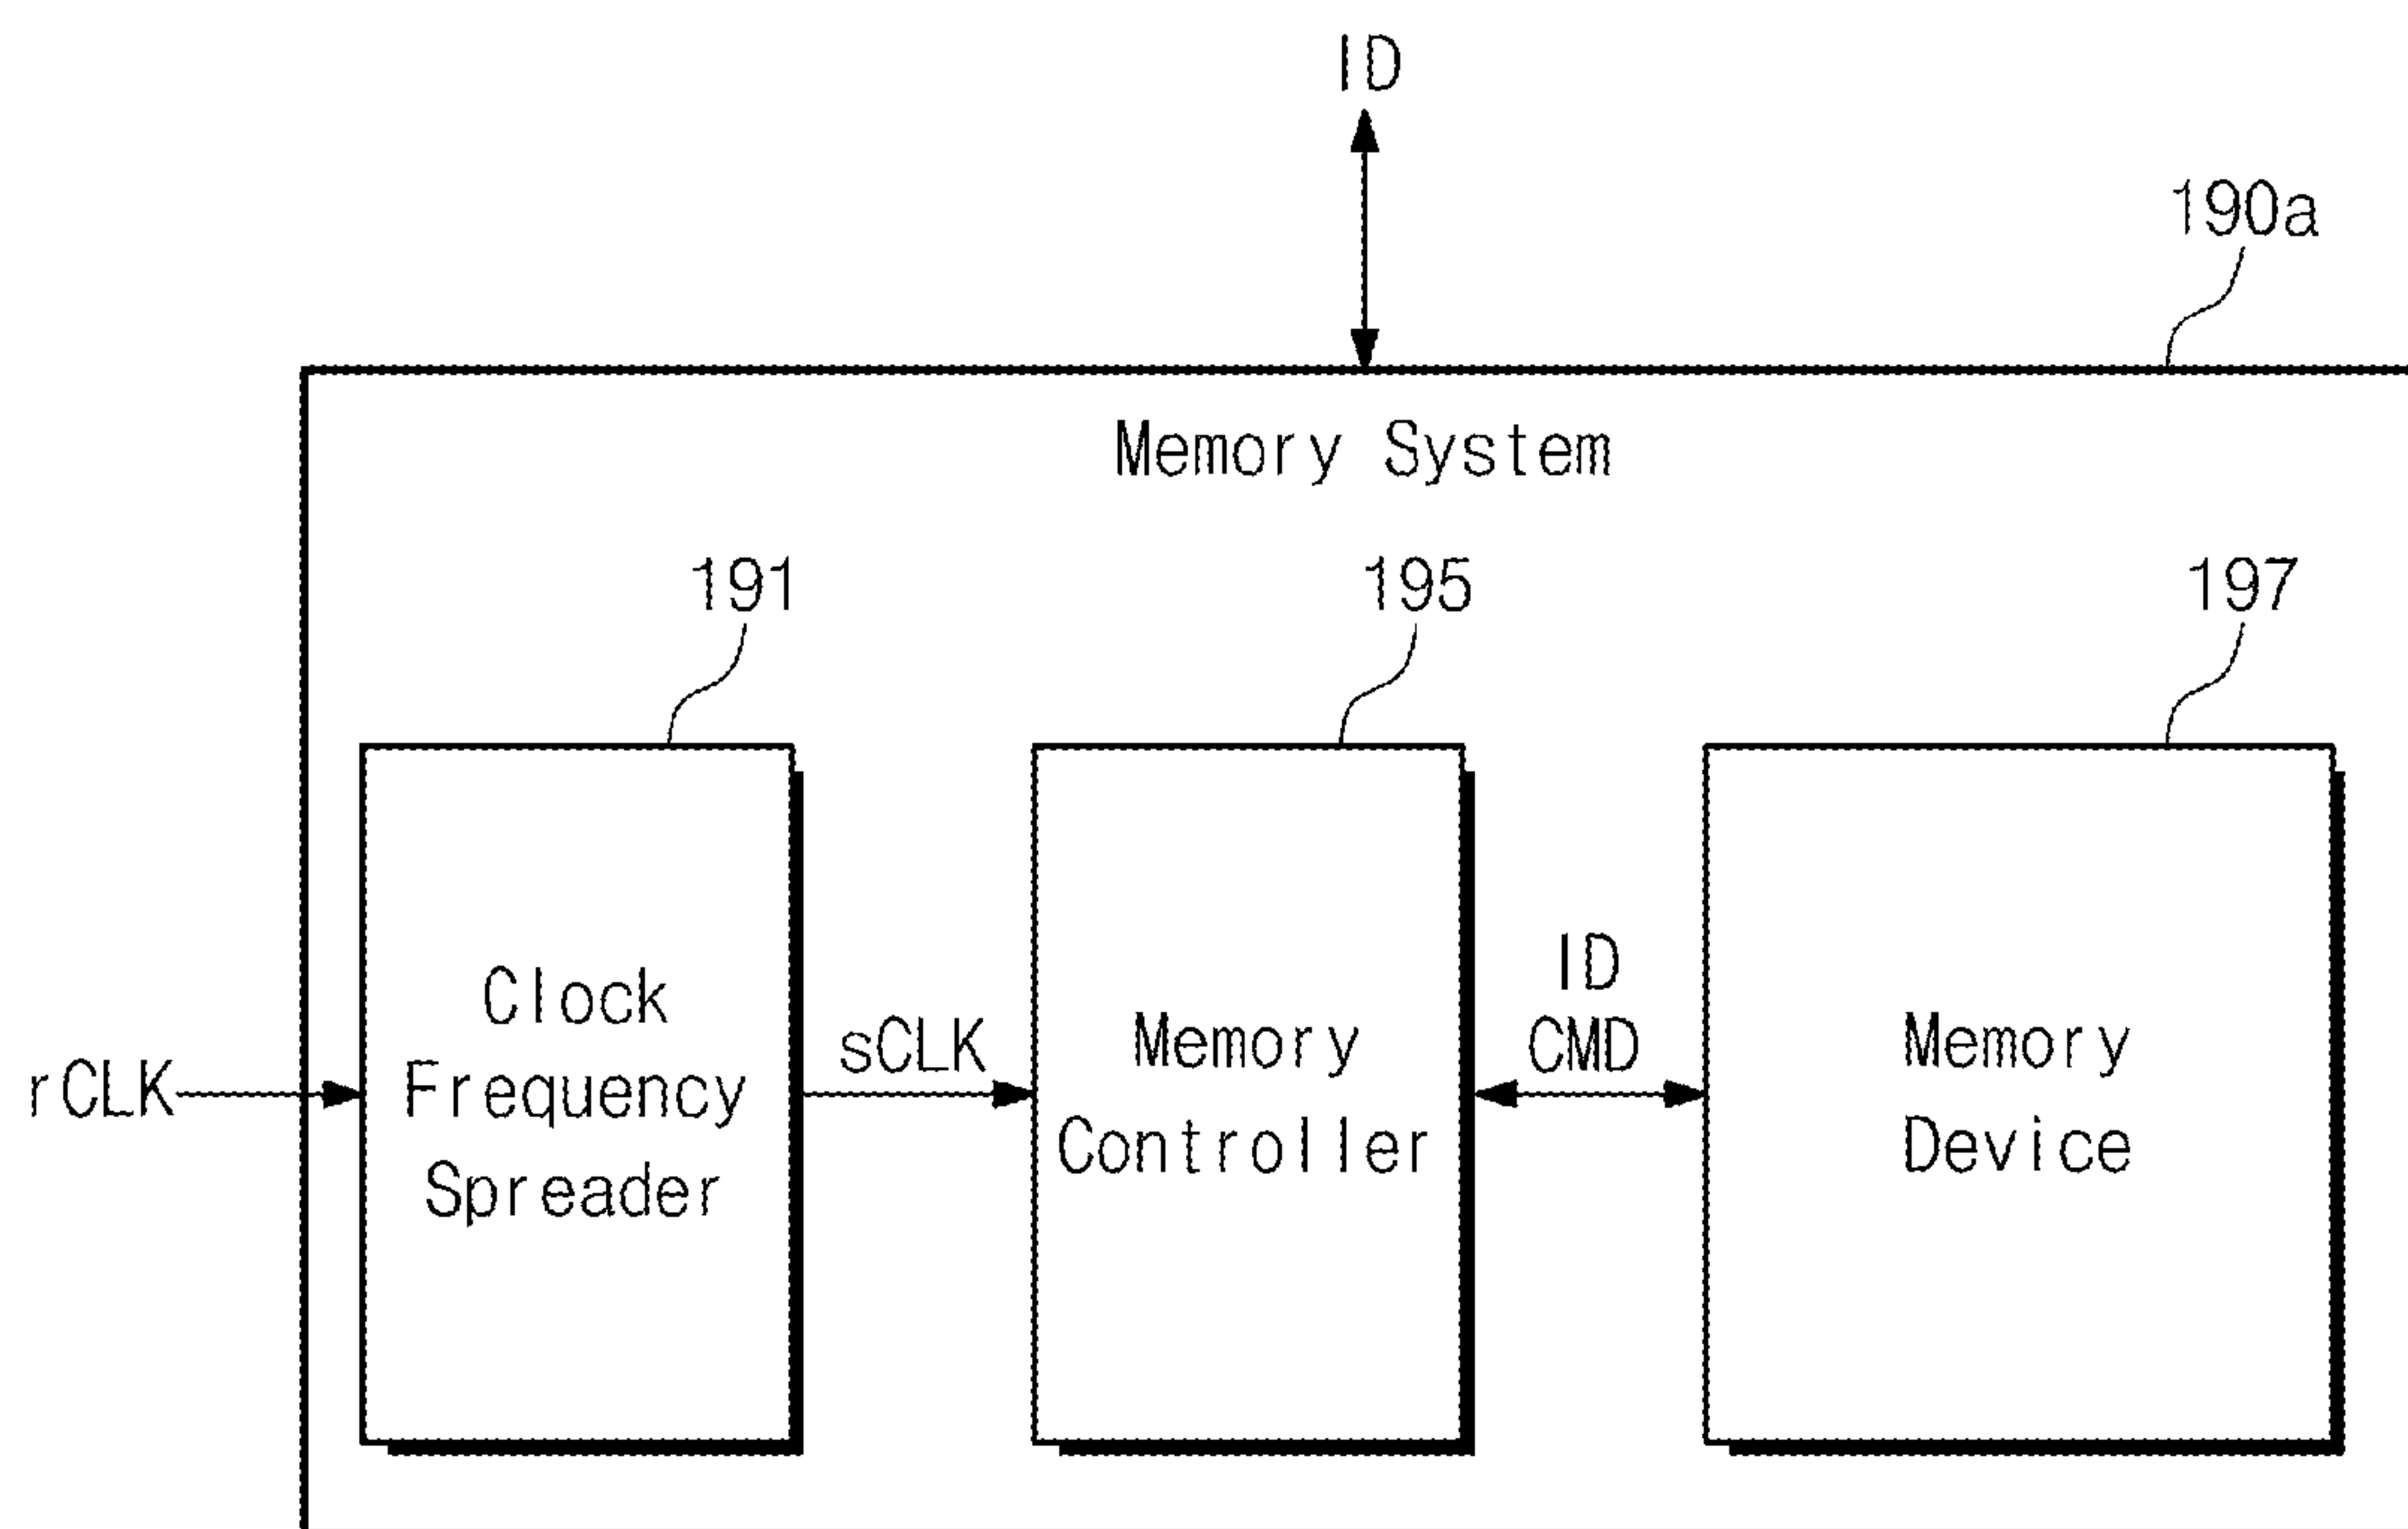 ID
190a
Memory System
191
195
197
ID
CMD
rCLK
Clock
Frequency
Spreader
sCLK
Memory
Controller
Memory
Device